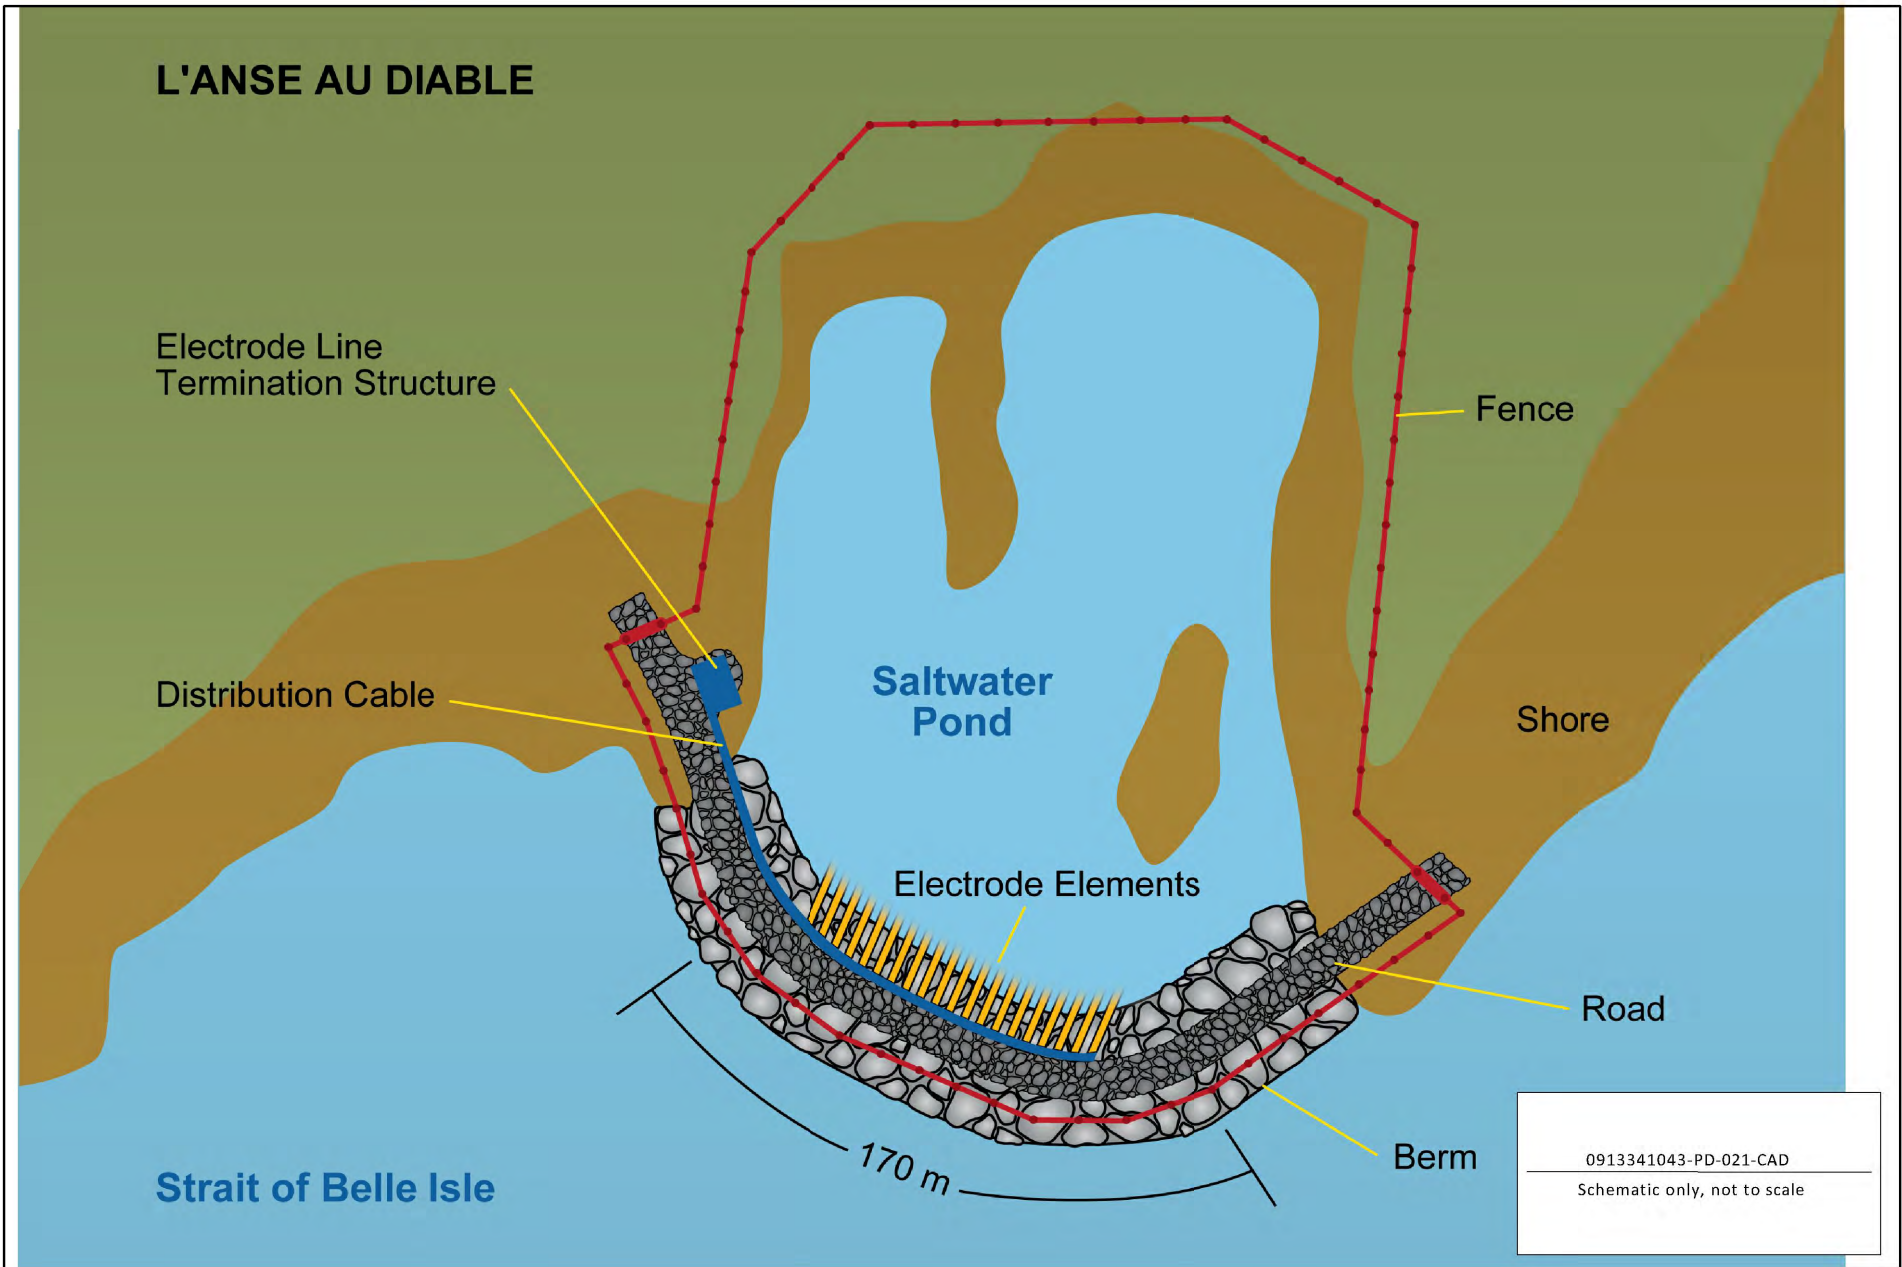 L'ANSE AU DIABLE
Electrode Line
Termination Structure
Fence
Distribution Cable
Saltwater
Pond
Shore
Electrode Elements
Road
Berm
170 m
Strait of Belle Isle
0913341043-PD-021-CAD
Schematic only, not to scale